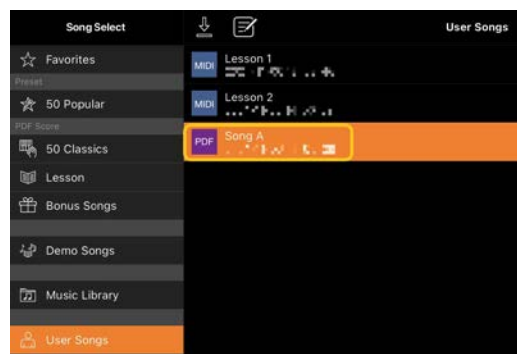 Song Select
User Songs
Favorites
Preset
50 Popular
PDF Score
50 Classics
Lesson
Bonus Songs
Demo Songs
Music Library
User Songs
MIDI
Lesson 1
MIDI
Lesson 2
PDF
Song A